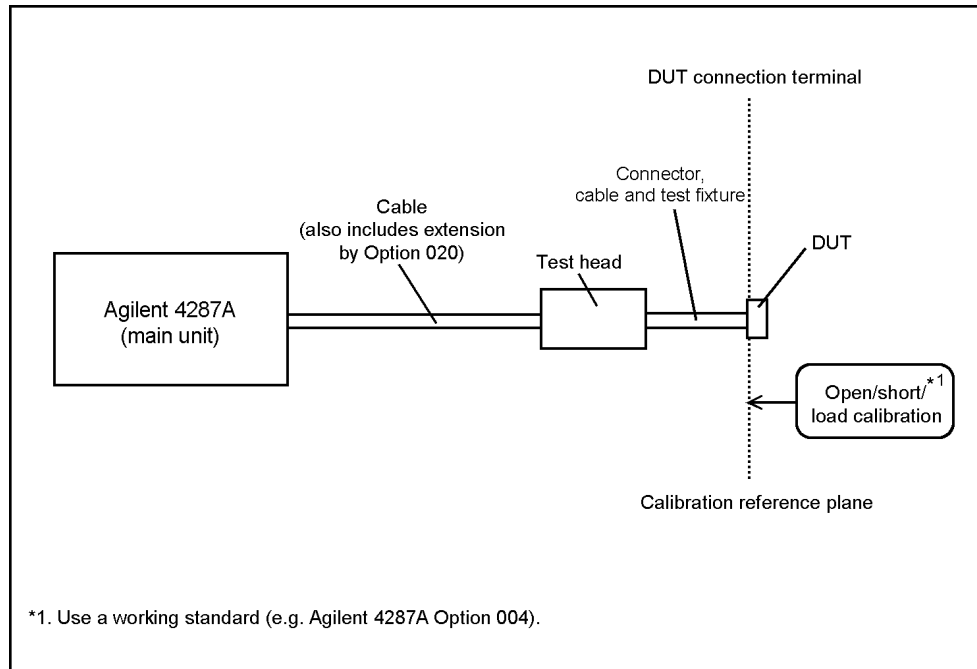 DUT connection terminal
Connector,
cable and test fixture
Cable
(also includes extension
by Option 020)
Test head
DUT
Agilent 4287A
(main unit)
Open/short/*1
load calibration
Calibration reference plane
*1. Use a working standard (e.g. Agilent 4287A Option 004).